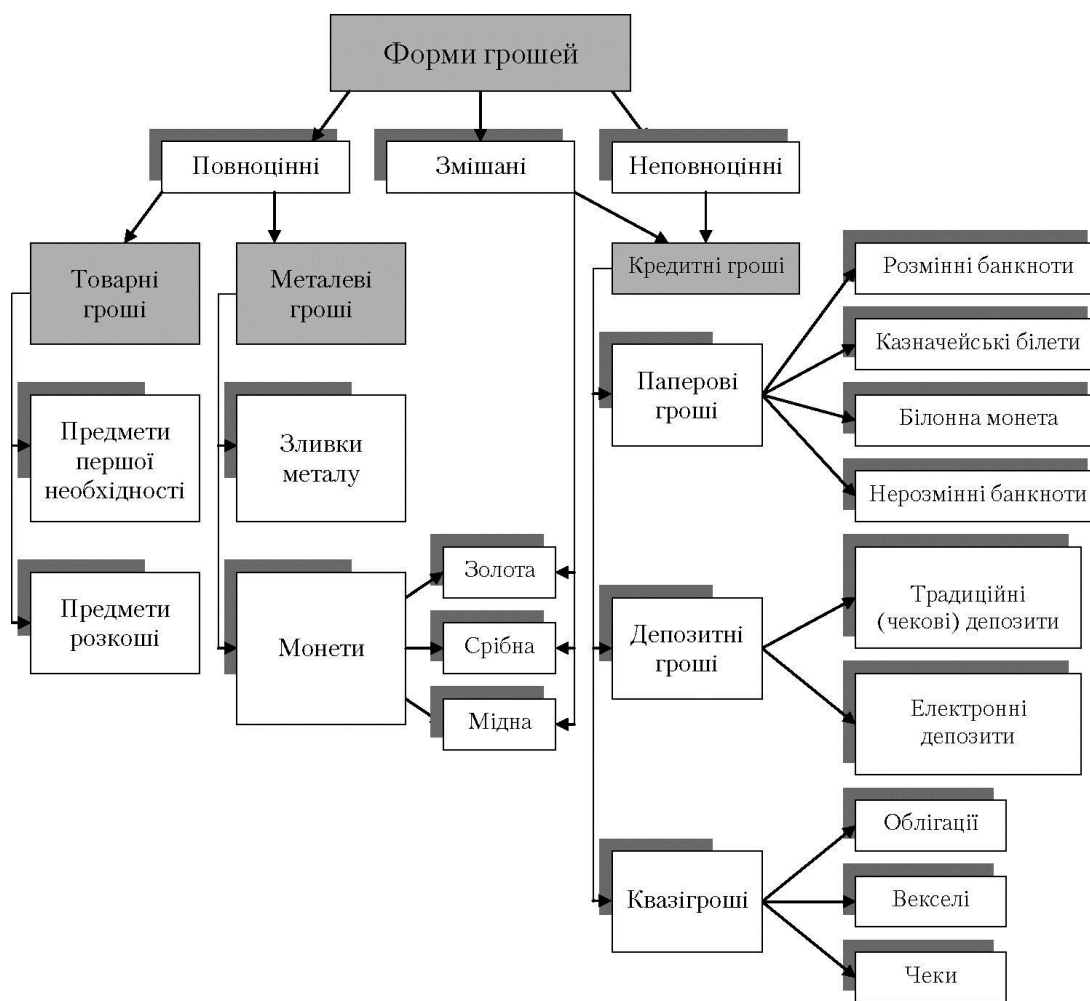 Форми грошей
Повноцінні
Змішані
Неповноцінні
Товарні
гроші
Металеві
гроші
Кредитні гроші
Розмінні банкноти
Казначейські білети
Паперові
гроші
Білонна монета
Нерозмінні банкноти
Предмети
першої
необхідності
Зливки
металу
Золота
Предмети
розкоші
Монети
Срібна
Мідна
Депозитні
гроші
Традиційні
(чекові) депозити
Електронні
депозити
Облігації
Квазігроші
Векселі
Чеки